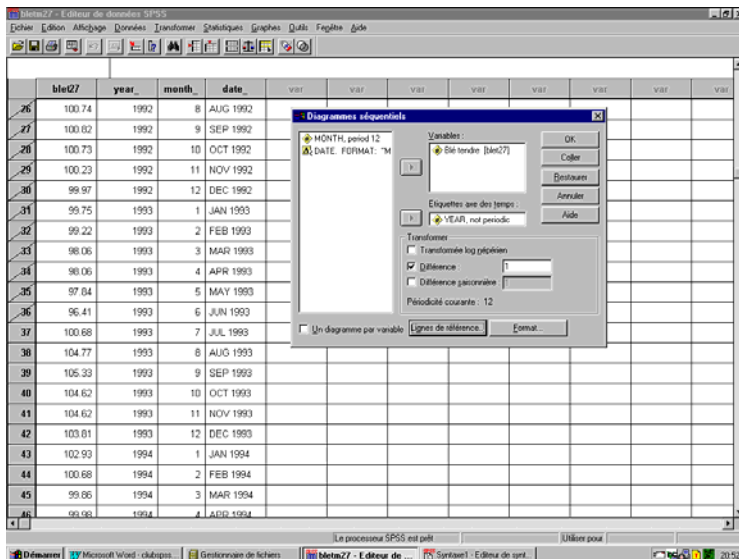 bletm27 - Editeur de données SPSS
Fichier Edition Affichage Données Transformer Statistiques Graphes Outils Fenêtre Aide
blet27 year_ month_ date_ var var var var var var var
26 100.74 1992 8 AUG 1992
27 100.82 1992 9 SEP 1992
28 100.73 1992 10 OCT 1992
29 100.23 1992 11 NOV 1992
30 99.97 1992 12 DEC 1992
31 99.75 1993 1 JAN 1993
32 99.22 1993 2 FEB 1993
33 98.06 1993 3 MAR 1993
34 98.06 1993 4 APR 1993
35 97.84 1993 5 MAY 1993
36 96.41 1993 6 JUN 1993
37 100.68 1993 7 JUL 1993
38 104.77 1993 8 AUG 1993
39 105.33 1993 9 SEP 1993
40 104.62 1993 10 OCT 1993
41 104.62 1993 11 NOV 1993
42 103.81 1993 12 DEC 1993
43 102.93 1994 1 JAN 1994
44 100.68 1994 2 FEB 1994
45 99.86 1994 3 MAR 1994
46 99.98 1994 4 APR 1994
Diagrammes séquentiels
MONTH, period 12
DATE. FORMAT: "M
Variables :
Blé tendre [blet27]
Etiquettes axe des temps :
YEAR, not periodic
Transformer
Transformée log népérien
Différence : 1
Différence saisonnière
Périodicité courante : 12
Un diagramme par variable
Lignes de référence...
Format...
OK
Coller
Restaurer
Annuler
Aide
Le processeur SPSS est prêt
Utiliser pour
Démarrer
Microsoft Word - clubspss...
Gestionnaire de fichiers
bletm27 - Editeur de ...
Syntaxe1 - Editeur de synt...
20:52